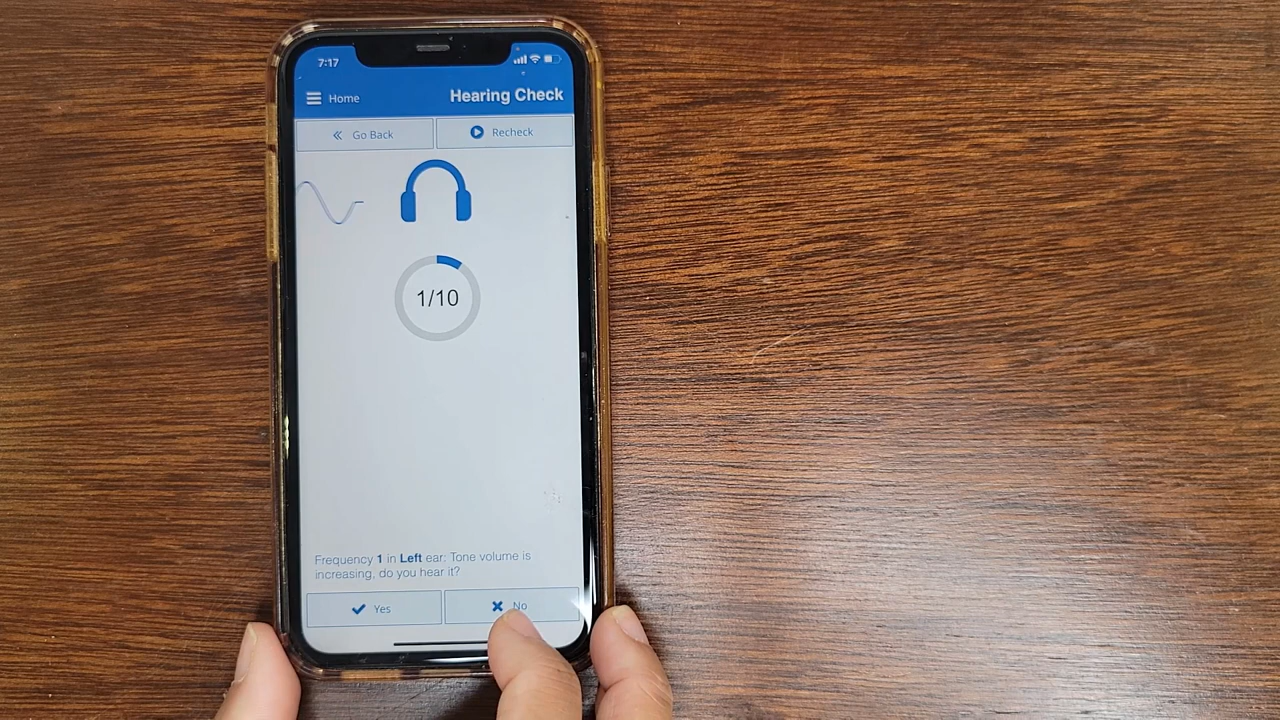 7:17
Home
Hearing Check
Go Back
Recheck
1/10
Frequency 1 in Left ear: Tone volume is
increasing, do you hear it?
Yes
No